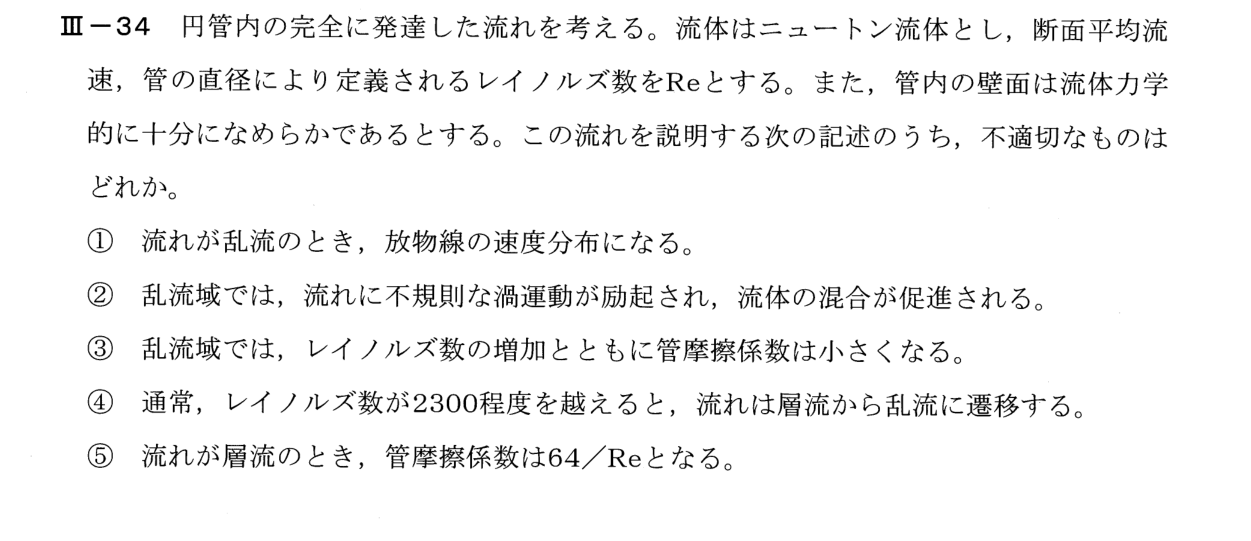 Ⅲ－34　円管内の完全に発達した流れを考える。流体はニュートン流体とし，断面平均流
速，管の直径により定義されるレイノルズ数をReとする。また，管内の壁面は流体力学
的に十分になめらかであるとする。この流れを説明する次の記述のうち，不適切なものは
どれか。
①　流れが乱流のとき，放物線の速度分布になる。
②　乱流域では，流れに不規則な渦運動が励起され，流体の混合が促進される。
③　乱流域では，レイノルズ数の増加とともに管摩擦係数は小さくなる。
④　通常，レイノルズ数が2300程度を越えると，流れは層流から乱流に遷移する。
⑤　流れが層流のとき，管摩擦係数は64／Reとなる。